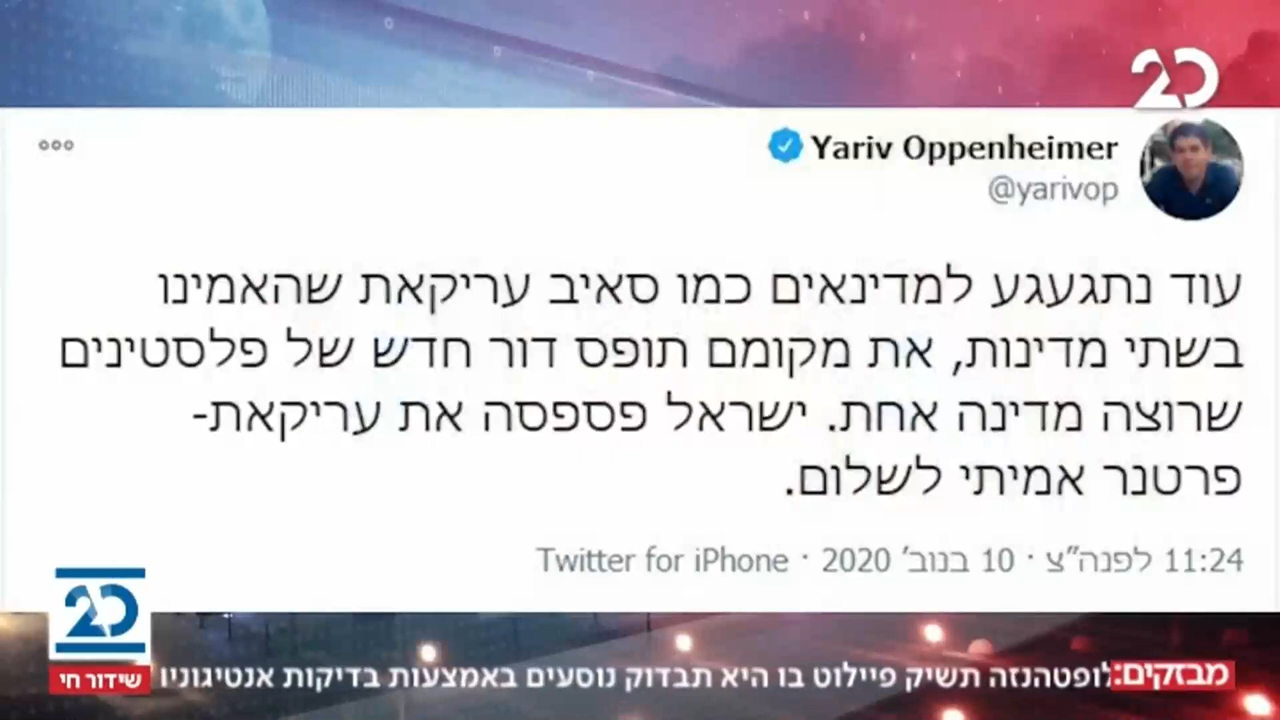 20
Yariv Oppenheimer
@yarivop
עוד נתגעגע למדינאים כמו סאיב עריקאת שהאמינו
בשתי מדינות, את מקומם תופס דור חדש של פלסטינים
שרוצה מדינה אחת. ישראל פספסה את עריקאת-
פרטנר אמיתי לשלום.
11:24 לפנה"צ · 10 בנוב' 2020 · Twitter for iPhone
20
שידור חי
מבזקים: לופטהנזה תשיק פיילוט בו היא תבדוק נוסעים באמצעות בדיקות אנטיגוניו